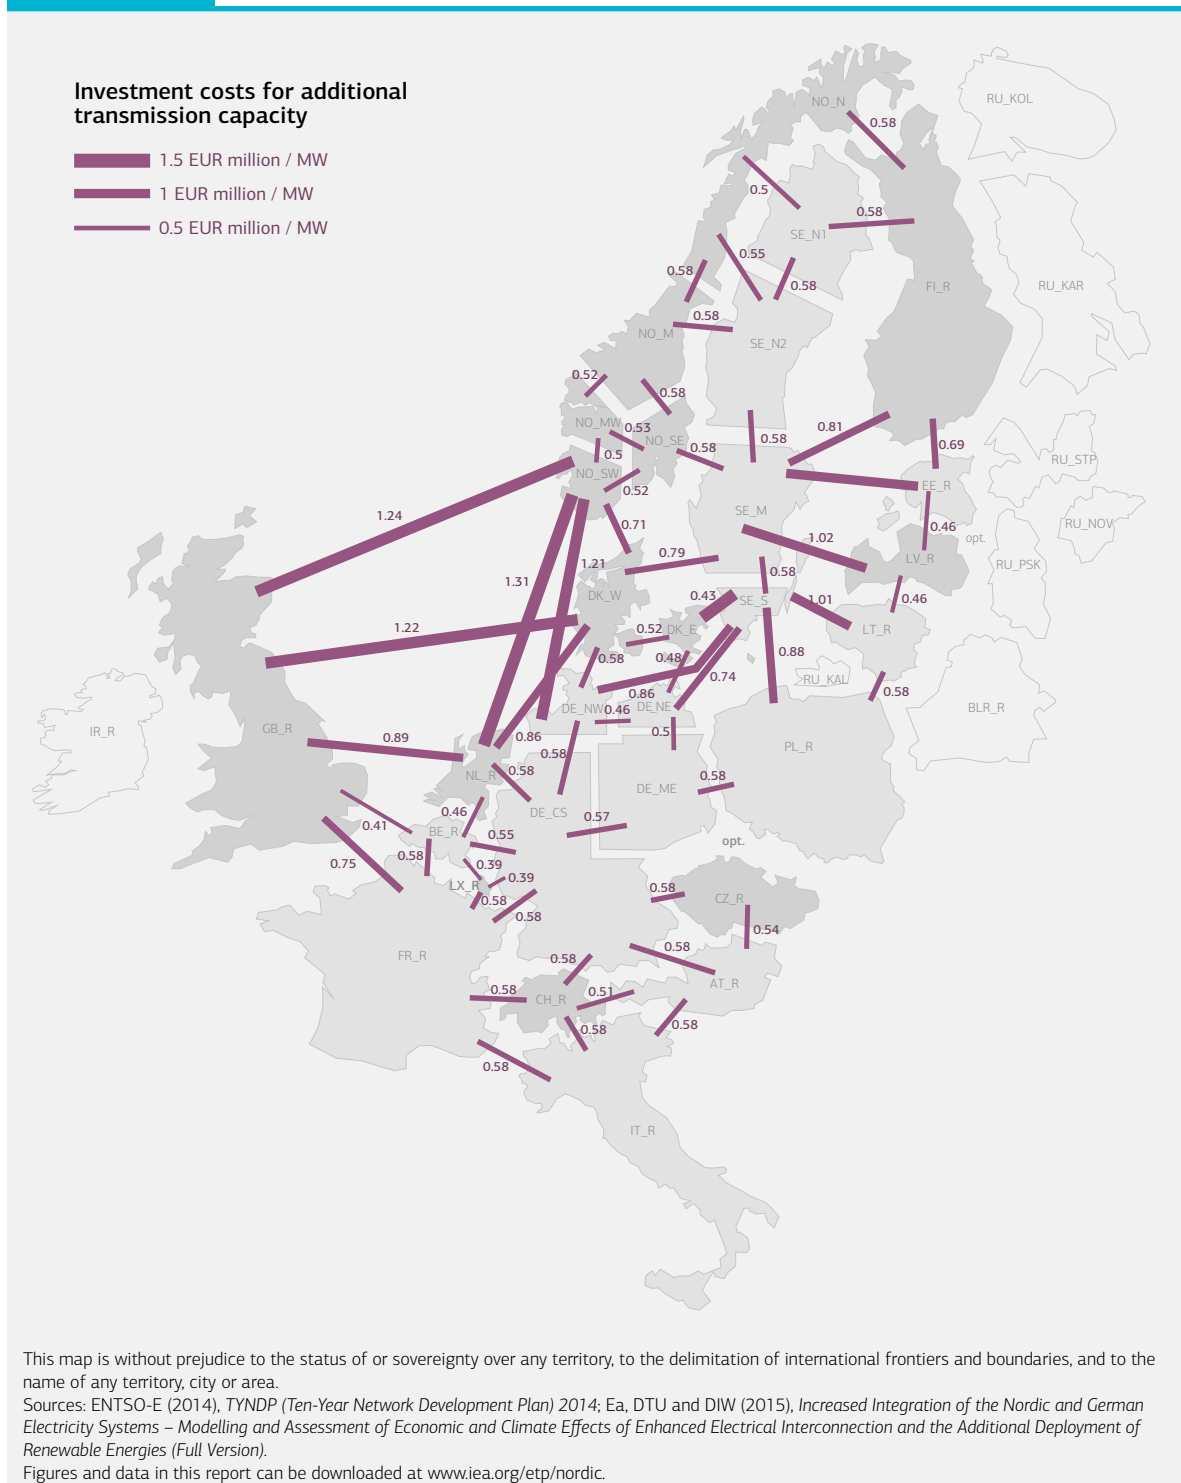 Investment costs for additional
transmission capacity
1.5 EUR million / MW
1 EUR million / MW
0.5 EUR million / MW
NO_N
RU_KOL
0.58
0.5
0.58
SE_N1
0.55
0.58
0.58
FI_R
RU_KAR
0.58
NO_M
SE_N2
0.52
0.58
NO_MW
0.53
NO_SE
0.58
0.58
0.81
0.69
RU_STP
0.5
NO_SW
0.52
EE_R
SE_M
1.24
0.71
0.46
RU_NOV
opt.
1.02
LV_R
RU_PSK
0.79
1.21
1.31
0.58
DK_W
0.43
SE_S
1.01
0.46
1.22
0.52
DK_E
LT_R
0.58
0.48
0.88
0.74
RU_KAL
0.86
0.58
DE_NW
0.46
DE_NE
BLR_R
IR_R
GB_R
0.89
0.86
0.5
PL_R
0.58
0.58
NL_R
0.58
DE_ME
0.46
DE_CS
0.41
BE_R
0.57
0.55
opt.
0.75
0.58
0.39
0.39
LX_R
0.58
0.58
0.58
CZ_R
0.54
FR_R
0.58
0.58
AT_R
0.58
CH_R
0.51
0.58
0.58
0.58
IT_R
This map is without prejudice to the status of or sovereignty over any territory, to the delimitation of international frontiers and boundaries, and to the
name of any territory, city or area.
Sources: ENTSO-E (2014), TYNDP (Ten-Year Network Development Plan) 2014; Ea, DTU and DIW (2015), Increased Integration of the Nordic and German
Electricity Systems – Modelling and Assessment of Economic and Climate Effects of Enhanced Electrical Interconnection and the Additional Deployment of
Renewable Energies (Full Version).
Figures and data in this report can be downloaded at www.iea.org/etp/nordic.